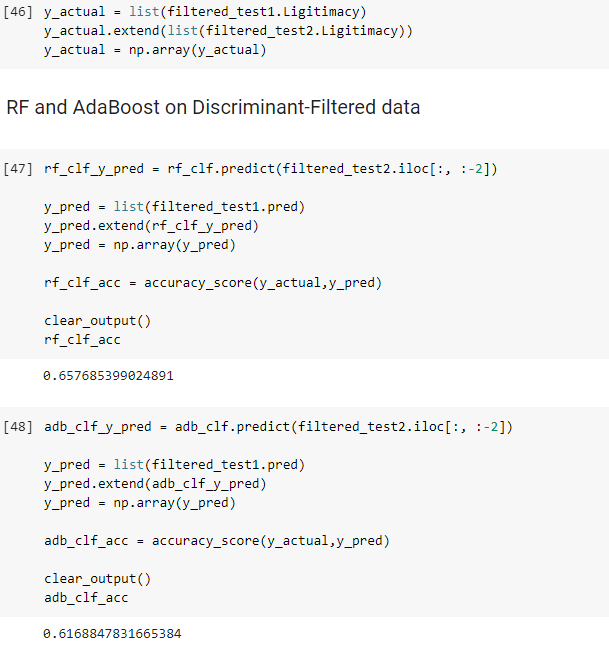 [46] y_actual = list(filtered_test1.Ligitimacy)
y_actual.extend(list(filtered_test2.Ligitimacy))
y_actual = np.array(y_actual)
RF and AdaBoost on Discriminant-Filtered data
[47] rf_clf_y_pred = rf_clf.predict(filtered_test2.iloc[:, :-2])
y_pred = list(filtered_test1.pred)
y_pred.extend(rf_clf_y_pred)
y_pred = np.array(y_pred)
rf_clf_acc = accuracy_score(y_actual,y_pred)
clear_output()
rf_clf_acc
0.657685399024891
[48] adb_clf_y_pred = adb_clf.predict(filtered_test2.iloc[:, :-2])
y_pred = list(filtered_test1.pred)
y_pred.extend(adb_clf_y_pred)
y_pred = np.array(y_pred)
adb_clf_acc = accuracy_score(y_actual,y_pred)
clear_output()
adb_clf_acc
0.6168847831665384